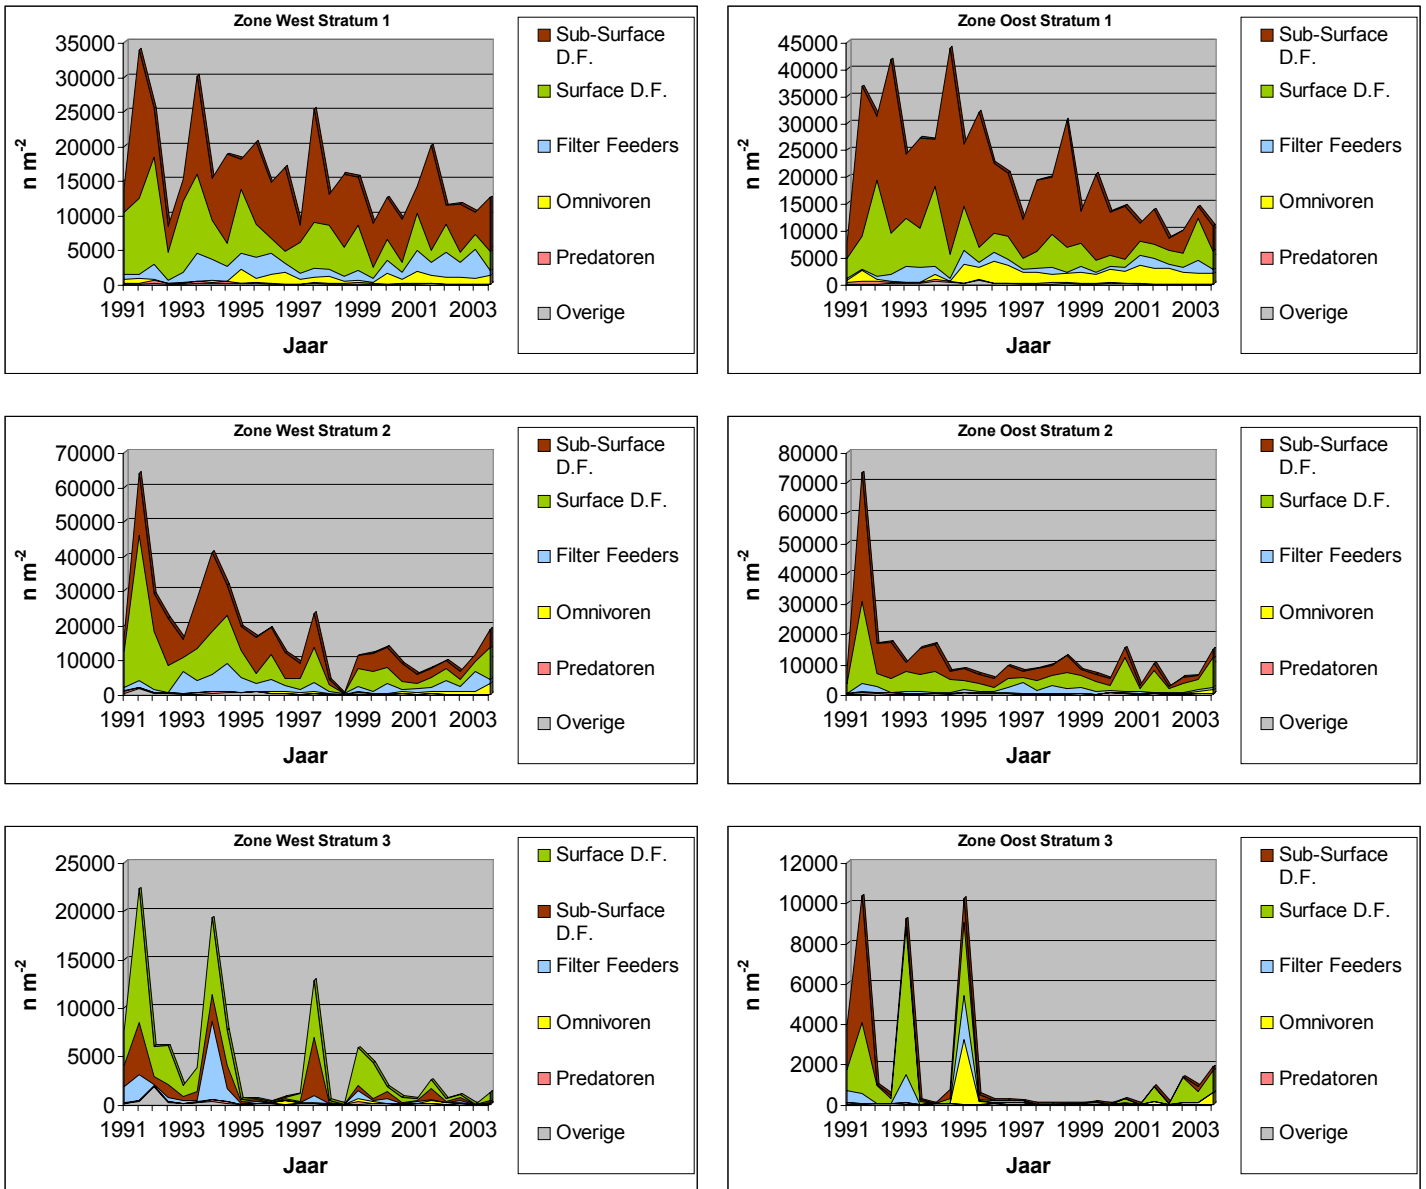 Zone West Stratum 1
35000
30000
25000
20000
15000
10000
5000
0
n m-2
1991 1993 1995 1997 1999 2001 2003
Jaar
Sub-Surface
D.F.
Surface D.F.
Filter Feeders
Omnivoren
Predatoren
Overige
Zone Oost Stratum 1
45000
40000
35000
30000
25000
20000
15000
10000
5000
0
n m-2
1991 1993 1995 1997 1999 2001 2003
Jaar
Sub-Surface
D.F.
Surface D.F.
Filter Feeders
Omnivoren
Predatoren
Overige
Zone West Stratum 2
70000
60000
50000
40000
30000
20000
10000
0
n m-2
1991 1993 1995 1997 1999 2001 2003
Jaar
Sub-Surface
D.F.
Surface D.F.
Filter Feeders
Omnivoren
Predatoren
Overige
Zone Oost Stratum 2
80000
70000
60000
50000
40000
30000
20000
10000
0
n m-2
1991 1993 1995 1997 1999 2001 2003
Jaar
Sub-Surface
D.F.
Surface D.F.
Filter Feeders
Omnivoren
Predatoren
Overige
Zone West Stratum 3
25000
20000
15000
10000
5000
0
n m-2
1991 1993 1995 1997 1999 2001 2003
Jaar
Surface D.F.
Sub-Surface
D.F.
Filter Feeders
Omnivoren
Predatoren
Overige
Zone Oost Stratum 3
12000
10000
8000
6000
4000
2000
0
n m-2
1991 1993 1995 1997 1999 2001 2003
Jaar
Sub-Surface
D.F.
Surface D.F.
Filter Feeders
Omnivoren
Predatoren
Overige